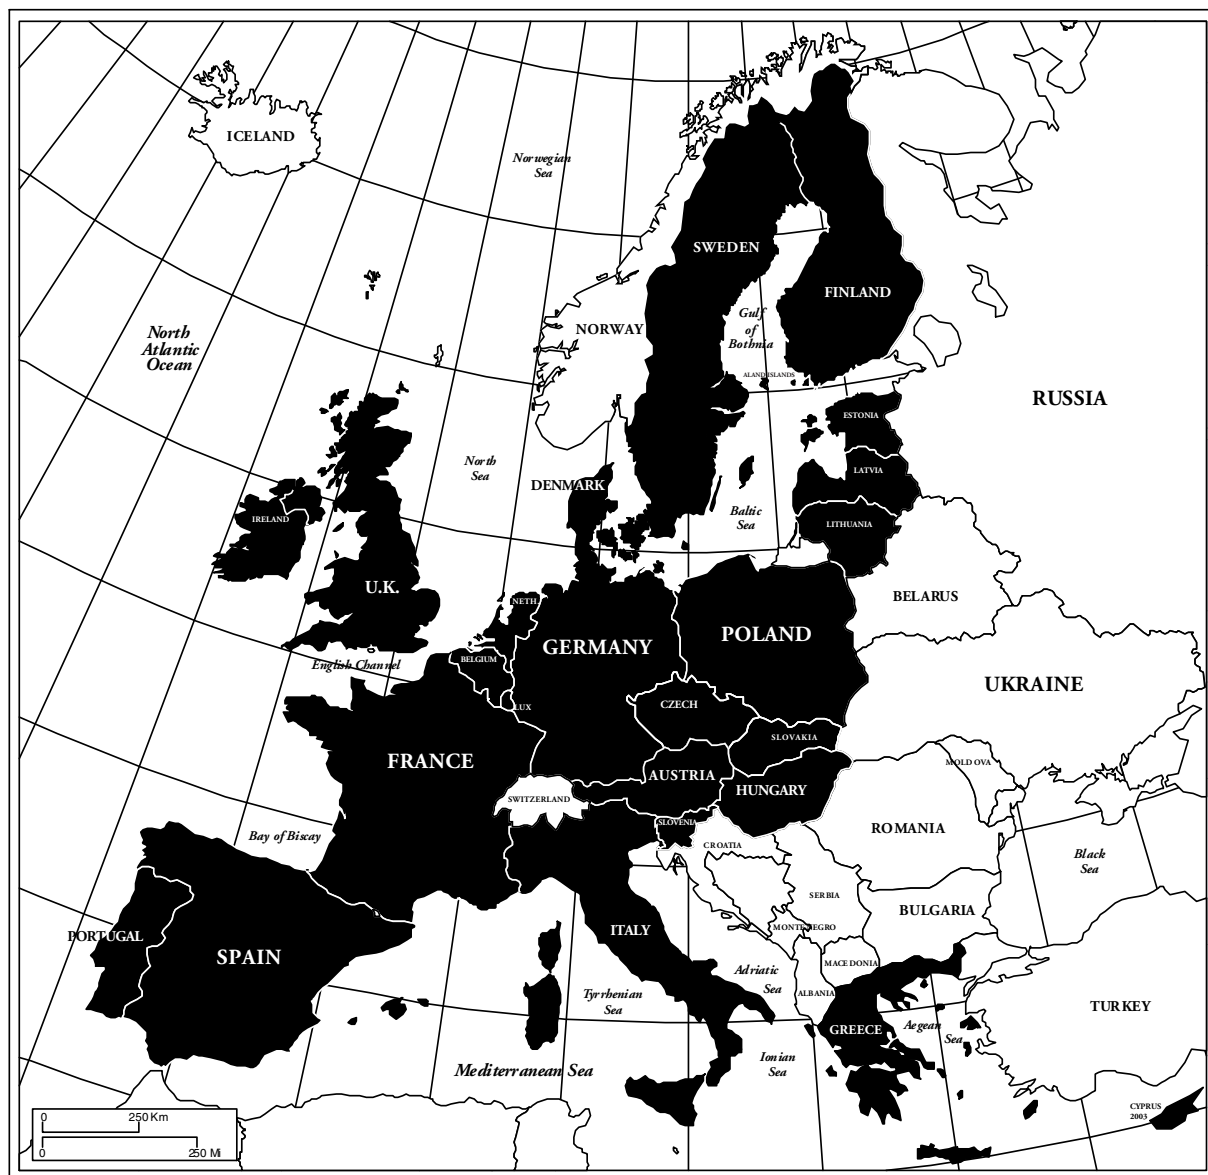 ICELAND
Norwegian
Sea
SWEDEN
FINLAND
NORWAY
Gulf
of
Bothnia
North
Atlantic
Ocean
ALAND ISLANDS
RUSSIA
ESTONIA
North
Sea
LATVIA
DENMARK
Baltic
Sea
IRELAND
LITHUANIA
U.K.
NETH.
BELARUS
POLAND
GERMANY
BELGIUM
English Channel
UKRAINE
LUX
CZECH
SLOVAKIA
FRANCE
MOLDOVA
AUSTRIA
HUNGARY
SWITZERLAND
SLOVENIA
ROMANIA
Bay of Biscay
CROATIA
Black
Sea
SERBIA
BULGARIA
MONTENEGRO
PORTUGAL
ITALY
SPAIN
MACEDONIA
Adriatic
Sea
ALBANIA
Tyrrhenian
Sea
TURKEY
GREECE
Aegean
Sea
Ionian
Sea
Mediterranean Sea
CYPRUS
2003
0
250 Km
0
250 Mi